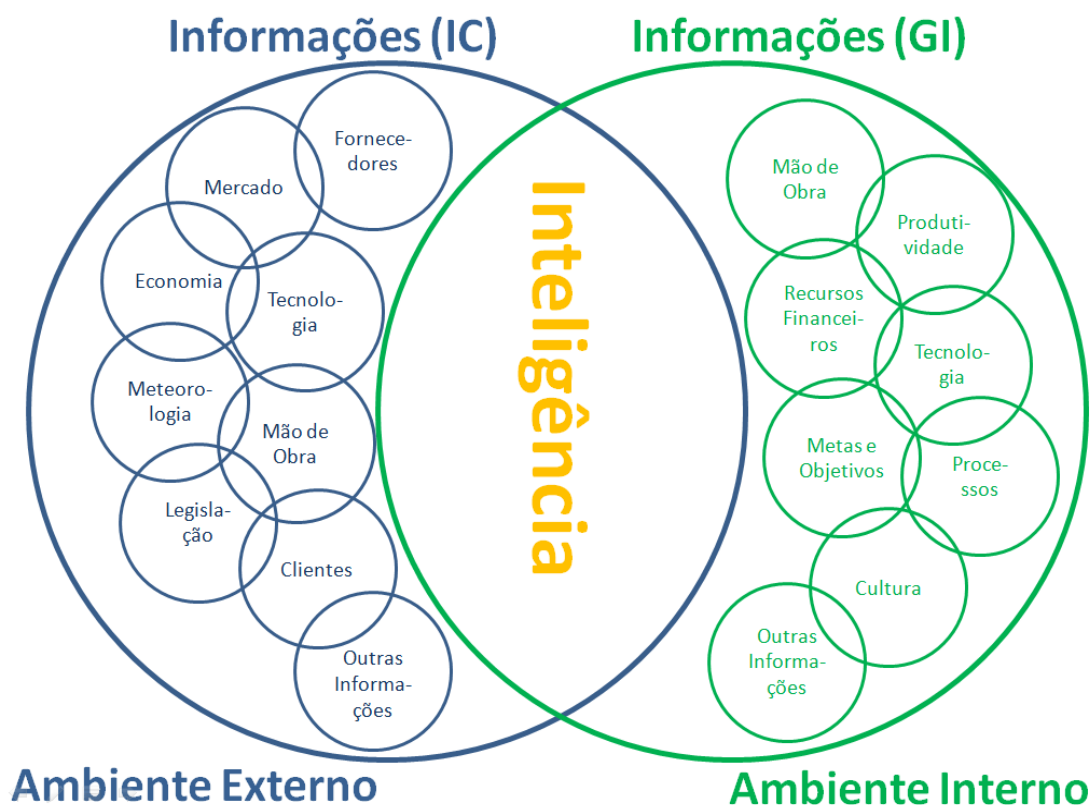 Informações (IC)
Informações (GI)
Fornece-
dores
Mercado
Economia
Tecnolo-
gia
Meteoro-
logia
Mão de
Obra
Legisla-
ção
Clientes
Outras
Informa-
ções
Inteligência
Mão de
Obra
Produti-
vidade
Recursos
Financei-
ros
Tecnolo-
gia
Metas e
Objetivos
Proce-
ssos
Cultura
Outras
Informa-
ções
Ambiente Externo
Ambiente Interno